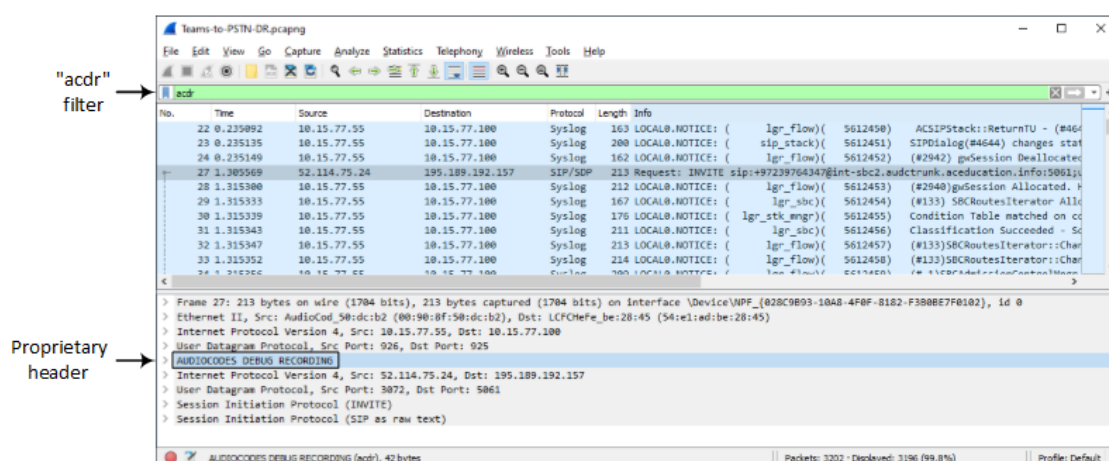 Teams-to-PSTN-DR.pcapng
File Edit View Go Capture Analyze Statistics Telephony Wireless Tools Help
"acdr" filter
acdr
No. Time Source Destination Protocol Length Info
22 0.235092 10.15.77.55 10.15.77.100 Syslog 163 LOCAL0.NOTICE: ( lgr_flow)( 5612450) ACSIPStack::ReturnTU - (#464
23 0.235135 10.15.77.55 10.15.77.100 Syslog 200 LOCAL0.NOTICE: ( sip_stack)( 5612451) SIPDialog(#4644) changes stat
24 0.235149 10.15.77.55 10.15.77.100 Syslog 162 LOCAL0.NOTICE: ( lgr_flow)( 5612452) (#2942) gwSession Deallocated
27 1.305569 52.114.75.24 195.189.192.157 SIP/SDP 213 Request: INVITE sip:+97239764347@int-sbc2.audctrunk.aceducation.info:5061;u
28 1.315300 10.15.77.55 10.15.77.100 Syslog 212 LOCAL0.NOTICE: ( lgr_flow)( 5612453) (#2940)gwSession Allocated. H
29 1.315333 10.15.77.55 10.15.77.100 Syslog 167 LOCAL0.NOTICE: ( lgr_sbc)( 5612454) (#133) SBCRoutesIterator Allo
30 1.315339 10.15.77.55 10.15.77.100 Syslog 176 LOCAL0.NOTICE: ( lgr_stk_mngr)( 5612455) Condition Table matched on co
31 1.315343 10.15.77.55 10.15.77.100 Syslog 211 LOCAL0.NOTICE: ( lgr_sbc)( 5612456) Classification Succeeded - So
32 1.315347 10.15.77.55 10.15.77.100 Syslog 213 LOCAL0.NOTICE: ( lgr_flow)( 5612457) (#133)SBCRoutesIterator::Char
33 1.315352 10.15.77.55 10.15.77.100 Syslog 214 LOCAL0.NOTICE: ( lgr_flow)( 5612458) (#133)SBCRoutesIterator::Char
> Frame 27: 213 bytes on wire (1704 bits), 213 bytes captured (1704 bits) on interface \Device\NPF_{028C9B93-10A8-4F0F-8182-F3B0BE7F0102}, id 0
> Ethernet II, Src: AudioCod_50:dc:b2 (00:90:8f:50:dc:b2), Dst: LCFCHeFe_be:28:45 (54:e1:ad:be:28:45)
> Internet Protocol Version 4, Src: 10.15.77.55, Dst: 10.15.77.100
> User Datagram Protocol, Src Port: 926, Dst Port: 925
Proprietary header
> AUDIOCODES DEBUG RECORDING
> Internet Protocol Version 4, Src: 52.114.75.24, Dst: 195.189.192.157
> User Datagram Protocol, Src Port: 3072, Dst Port: 5061
> Session Initiation Protocol (INVITE)
> Session Initiation Protocol (SIP as raw text)
AUDIOCODES DEBUG RECORDING (acdr), 42 bytes Packets: 3202 · Displayed: 3196 (99.8%) Profile: Default